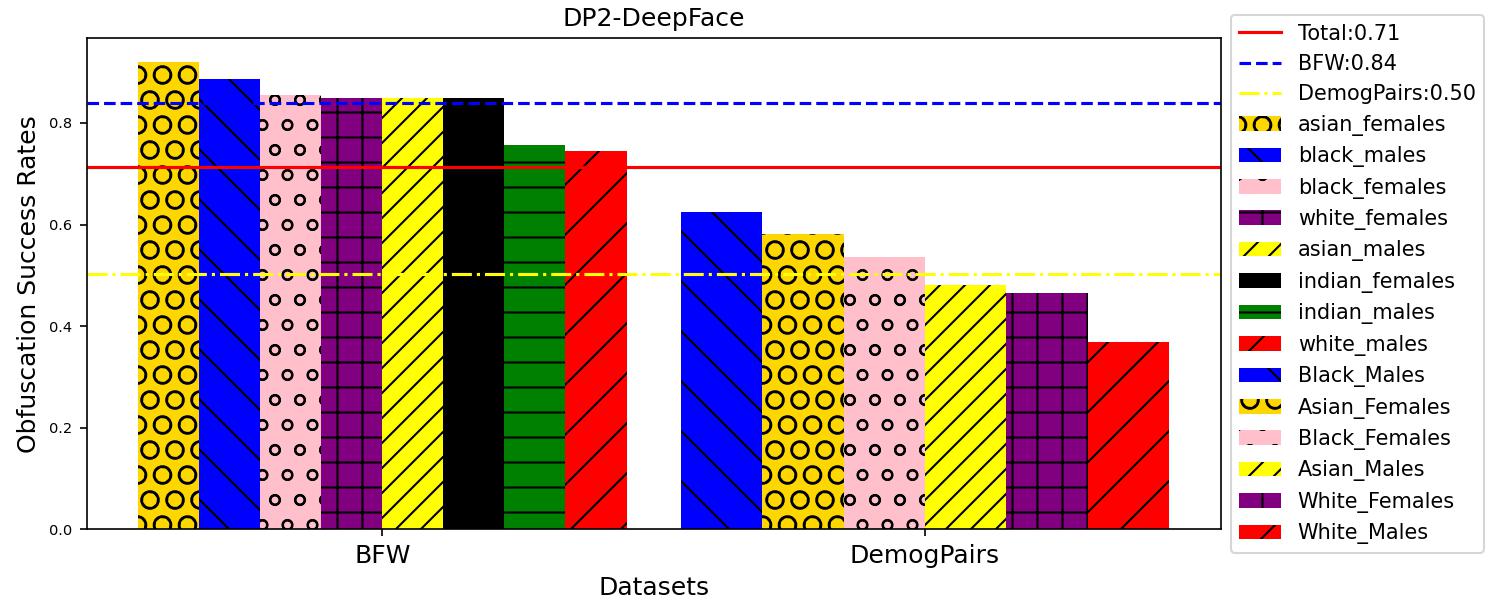 DP2-DeepFace
Obfuscation Success Rates
0.8
0.6
0.4
0.2
0.0
BFW
DemogPairs
Datasets
Total:0.71
BFW:0.84
DemogPairs:0.50
asian_females
black_males
black_females
white_females
asian_males
indian_females
indian_males
white_males
Black_Males
Asian_Females
Black_Females
Asian_Males
White_Females
White_Males